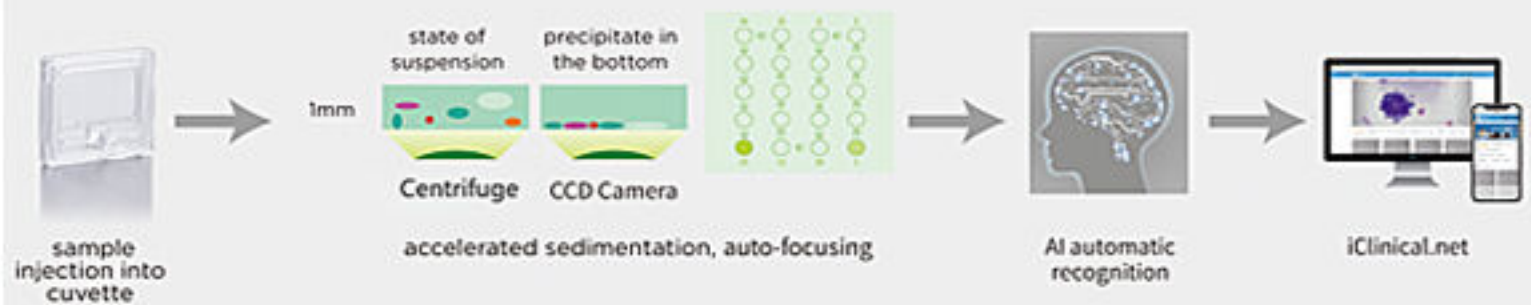 state of
suspension
precipitate in
the bottom
1mm
Centrifuge
CCD Camera
sample
injection into
cuvette
accelerated sedimentation, auto-focusing
AI automatic
recognition
iClinical.net